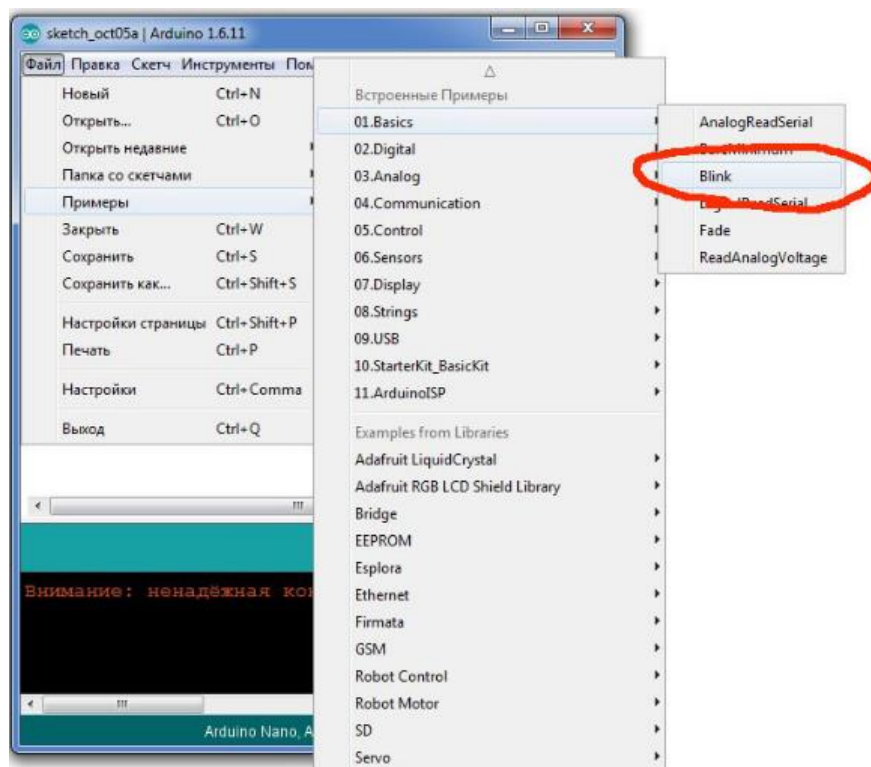 sketch_oct05a | Arduino 1.6.11
Файл Правка Скетч Инструменты Пом
Новый Ctrl+N
Открыть... Ctrl+O
Открыть недавние
Папка со скетчами
Примеры
Закрыть Ctrl+W
Сохранить Ctrl+S
Сохранить как... Ctrl+Shift+S
Настройки страницы Ctrl+Shift+P
Печать Ctrl+P
Настройки Ctrl+Comma
Выход Ctrl+Q
Встроенные Примеры
01.Basics
02.Digital
03.Analog
04.Communication
05.Control
06.Sensors
07.Display
08.Strings
09.USB
10.StarterKit_BasicKit
11.ArduinoISP
Examples from Libraries
Adafruit LiquidCrystal
Adafruit RGB LCD Shield Library
Bridge
EEPROM
Esplora
Ethernet
Firmata
GSM
Robot Control
Robot Motor
SD
Servo
AnalogReadSerial
BareMinimum
Blink
DigitalReadSerial
Fade
ReadAnalogVoltage
Внимание: ненадёжная ко
Arduino Nano, A